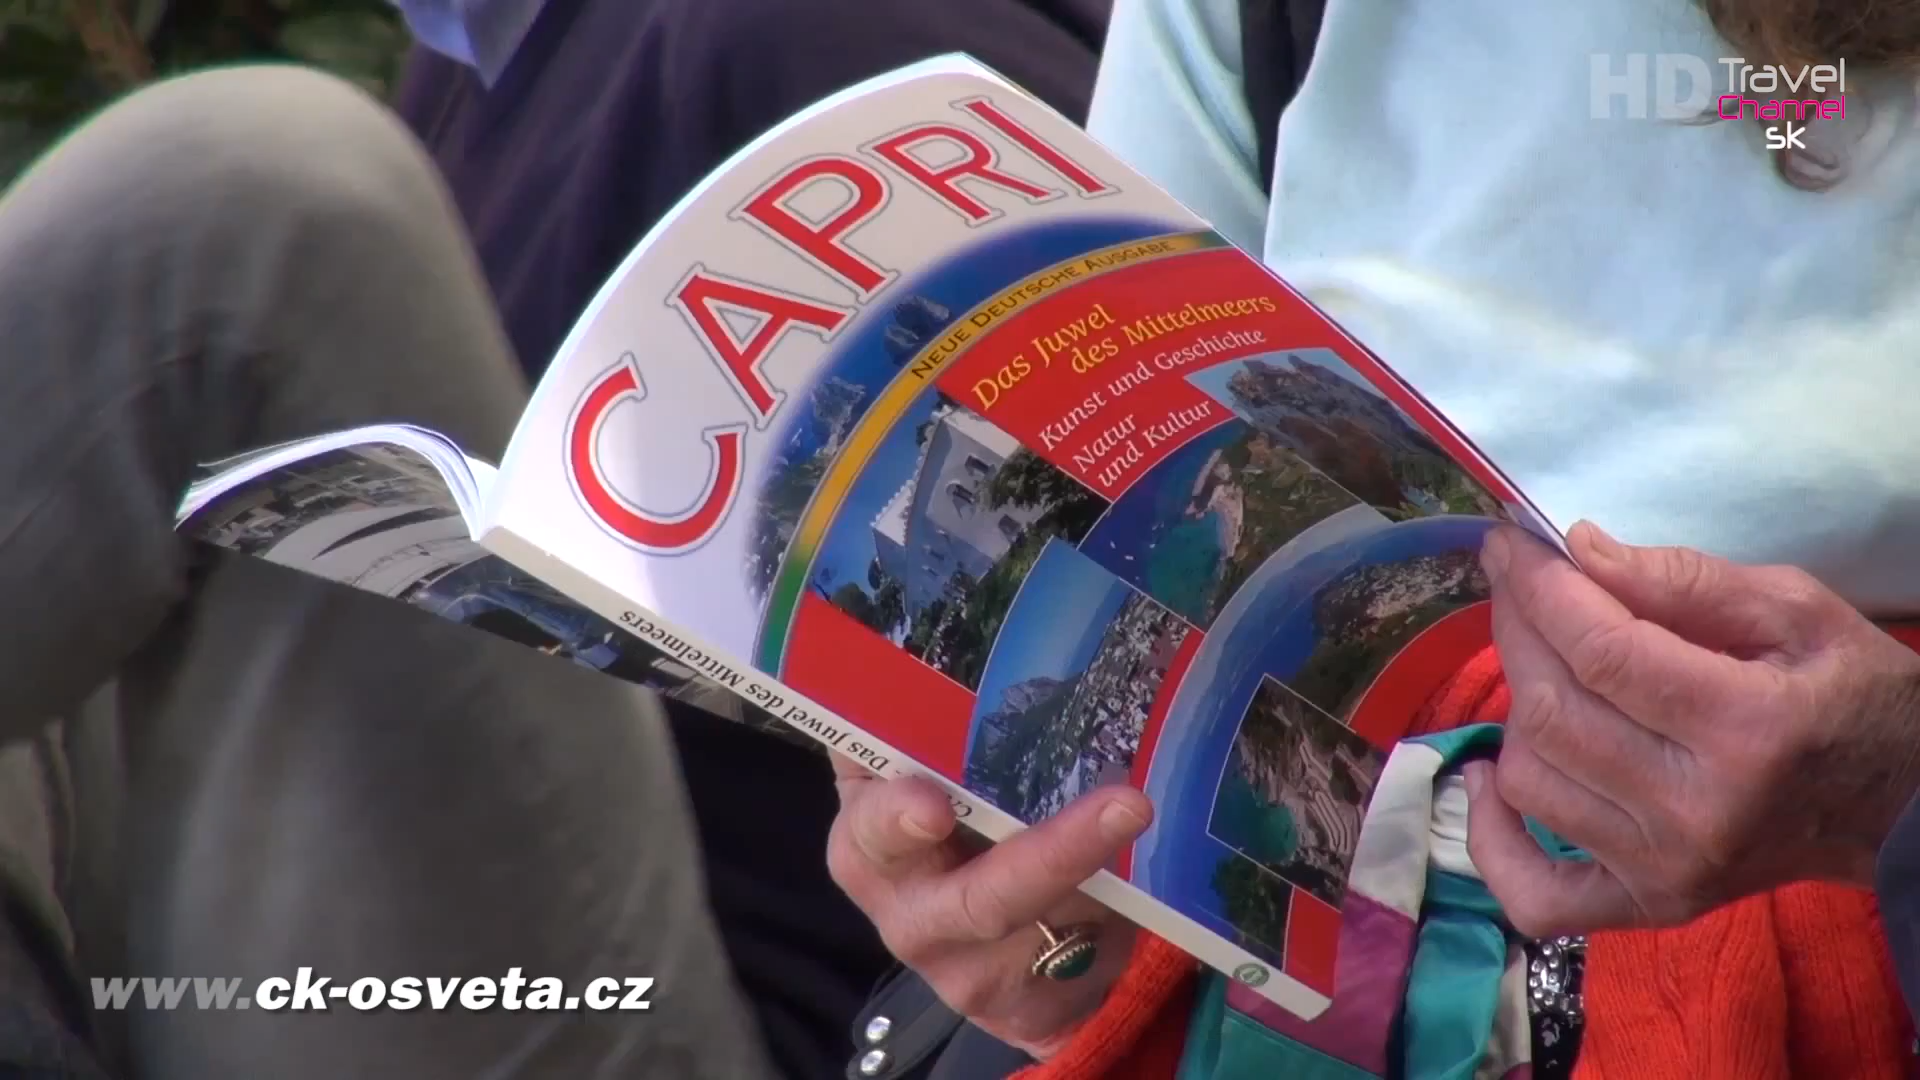 HD Travel
Channel
sk
CAPRI
NEUE DEUTSCHE AUSGABE
Das Juwel
des Mittelmeers
Kunst und Geschichte
Natur
und Kultur
- Das Juwel des Mittelmeers
www.ck-osveta.cz